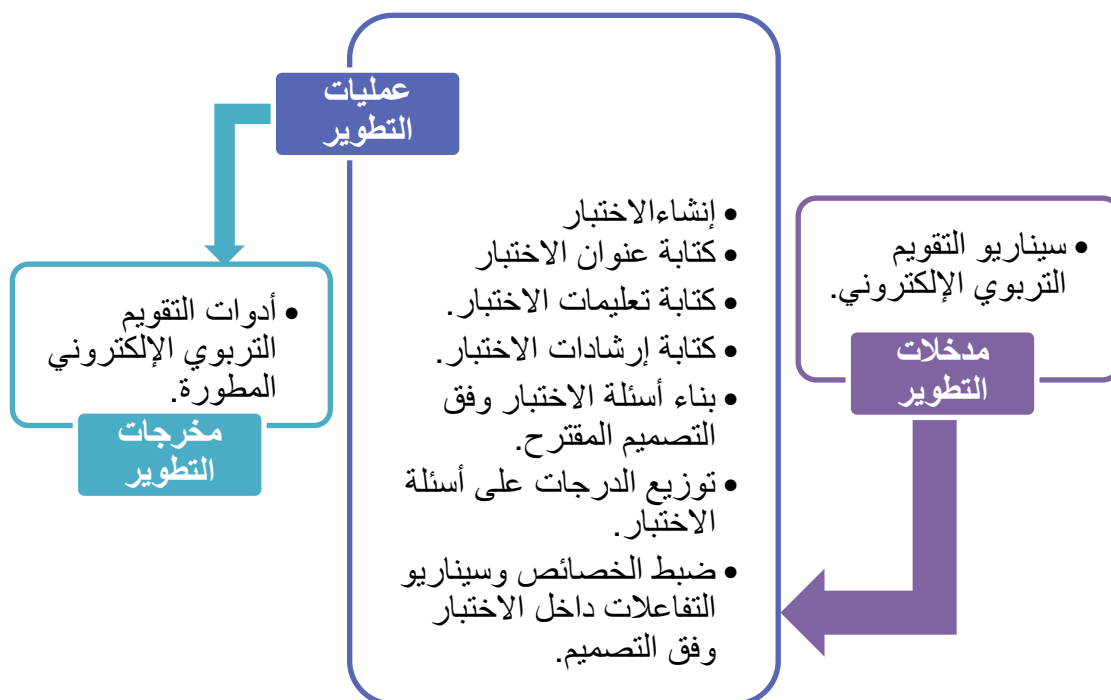 • سيناريو التقويم
التربوي الإلكتروني.
مدخلات
التطوير
عمليات
التطوير
• إنشاءالاختبار
• كتابة عنوان الاختبار
• كتابة تعليمات الاختبار.
• كتابة إرشادات الاختبار.
• بناء أسئلة الاختبار وفق
التصميم المقترح.
• توزيع الدرجات على أسئلة
الاختبار.
• ضبط الخصائص وسيناريو
التفاعلات داخل الاختبار
وفق التصميم.
• أدوات التقويم
التربوي الإلكتروني
المطورة.
مخرجات
التطوير